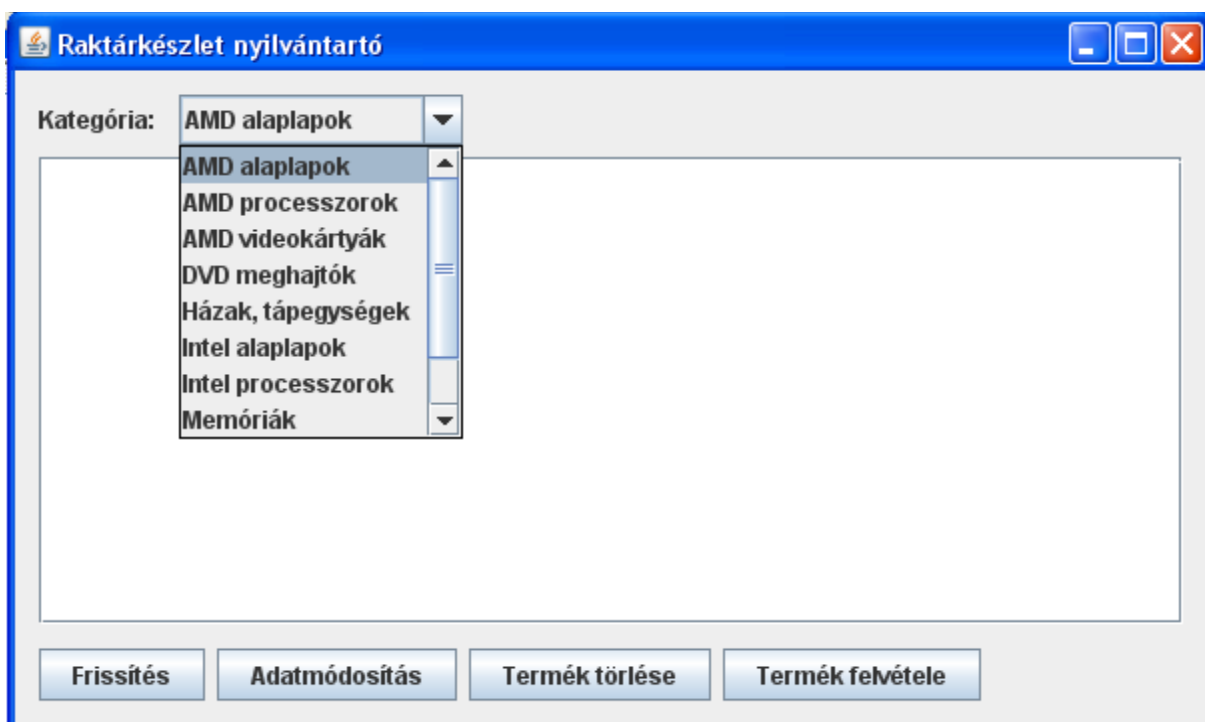 Raktárkészlet nyilvántartó
Kategória: AMD alaplapok
AMD alaplapok
AMD processzorok
AMD videokártyák
DVD meghajtók
Házak, tápegységek
Intel alaplapok
Intel processzorok
Memóriák
Frissítés Adatmódosítás Termék törlése Termék felvétele